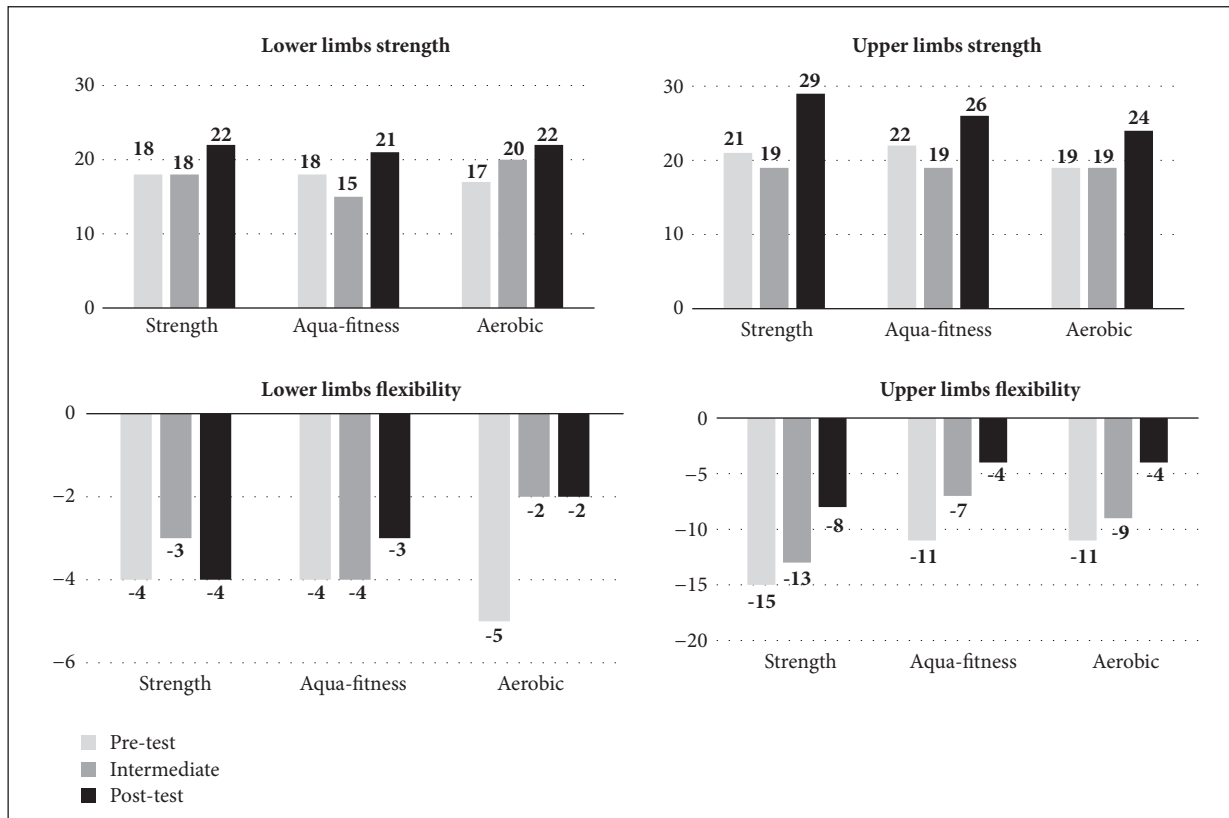 Lower limbs strength
30
20
10
0
18 18 22
18 15 21
17 20 22
Strength Aqua-fitness Aerobic
Upper limbs strength
30
20
10
0
21 19 29
22 19 26
19 19 24
Strength Aqua-fitness Aerobic
Lower limbs flexibility
0
−2
−4
−6
-4 -3 -4
-4 -4 -3
-5 -2 -2
Strength Aqua-fitness Aerobic
Upper limbs flexibility
0
−5
−10
−15
−20
-15 -13 -8
-11 -7 -4
-11 -9 -4
Strength Aqua-fitness Aerobic
Pre-test
Intermediate
Post-test